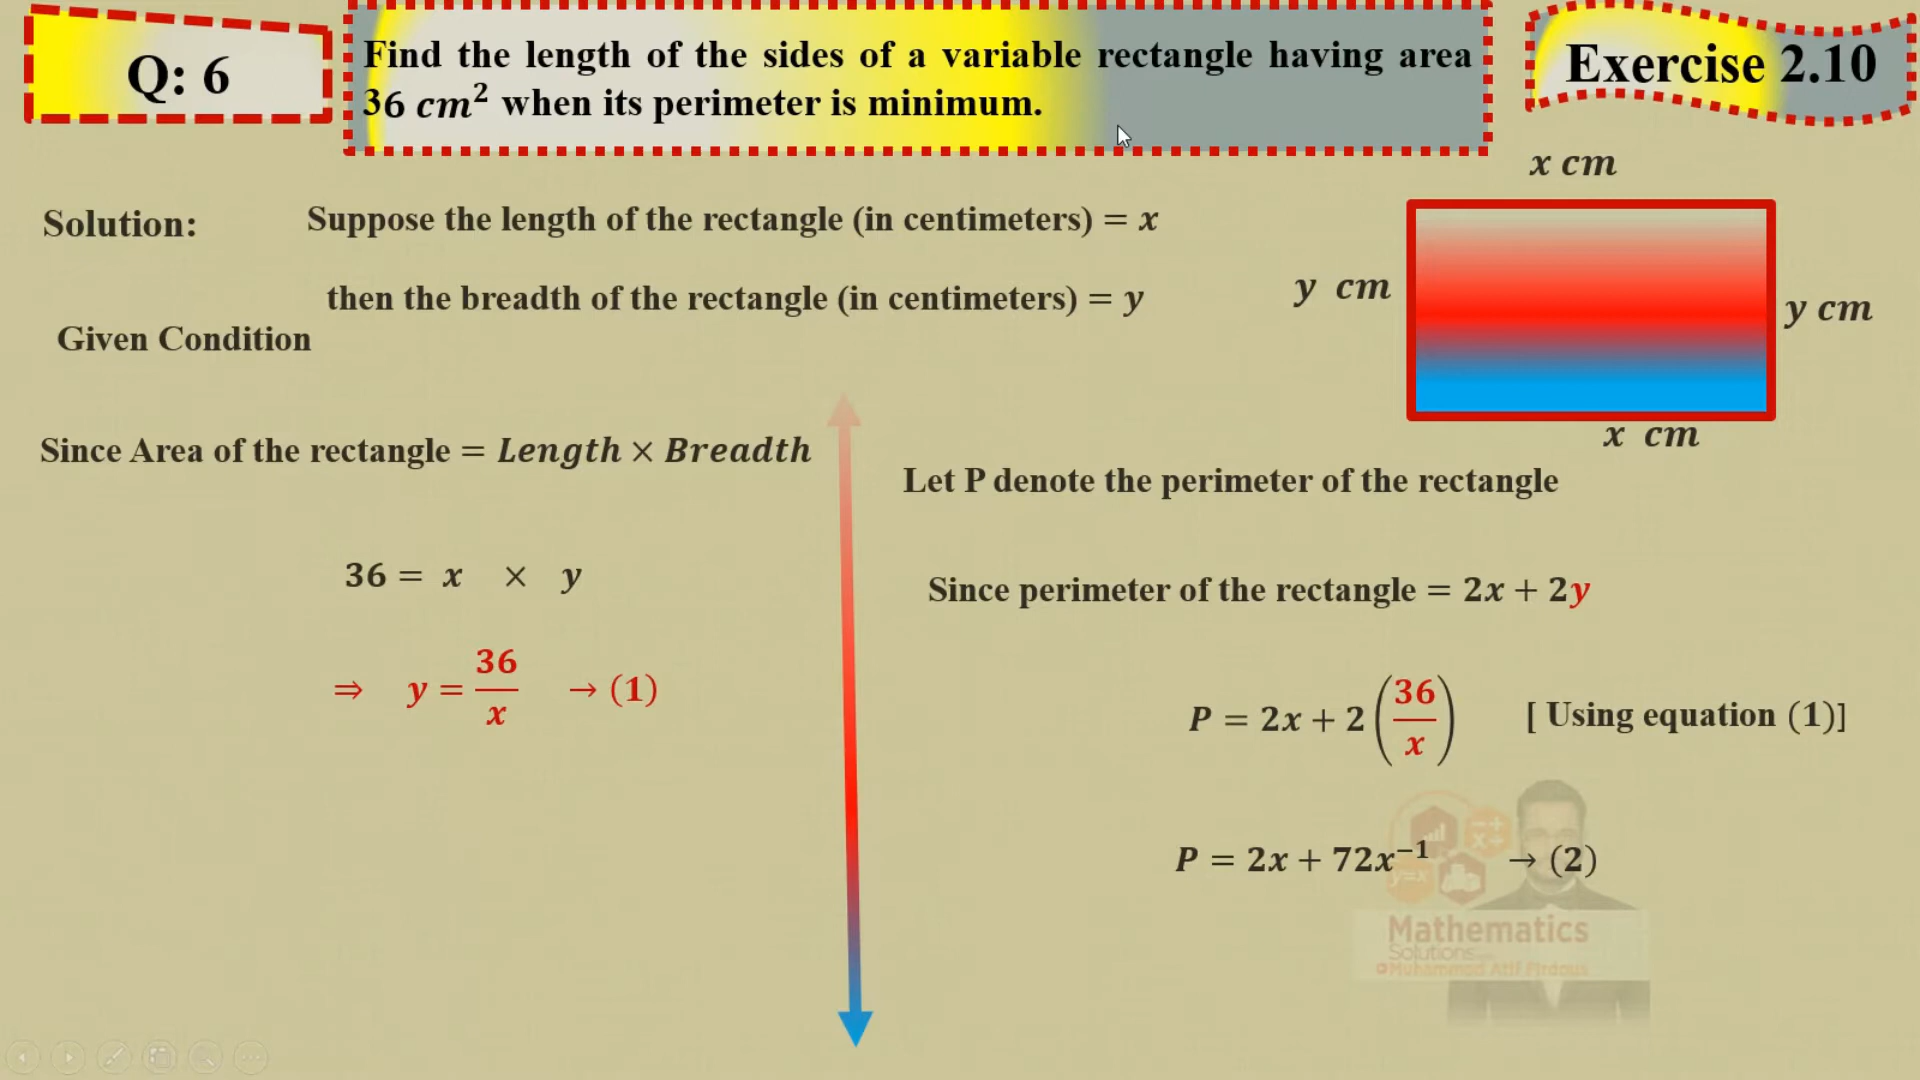 Q: 6
Find the length of the sides of a variable rectangle having area
36 cm² when its perimeter is minimum.
Exercise 2.10
x cm
Solution:
Suppose the length of the rectangle (in centimeters) = x
then the breadth of the rectangle (in centimeters) = y
y cm
y cm
Given Condition
x cm
Since Area of the rectangle = Length × Breadth
Let P denote the perimeter of the rectangle
36 = x × y
Since perimeter of the rectangle = 2x + 2y
⇒ y = 36/x → (1)
P = 2x + 2(36/x) [ Using equation (1)]
P = 2x + 72x⁻¹ → (2)
y=x
Mathematics
Solutions
Muhammad Atif Firdous